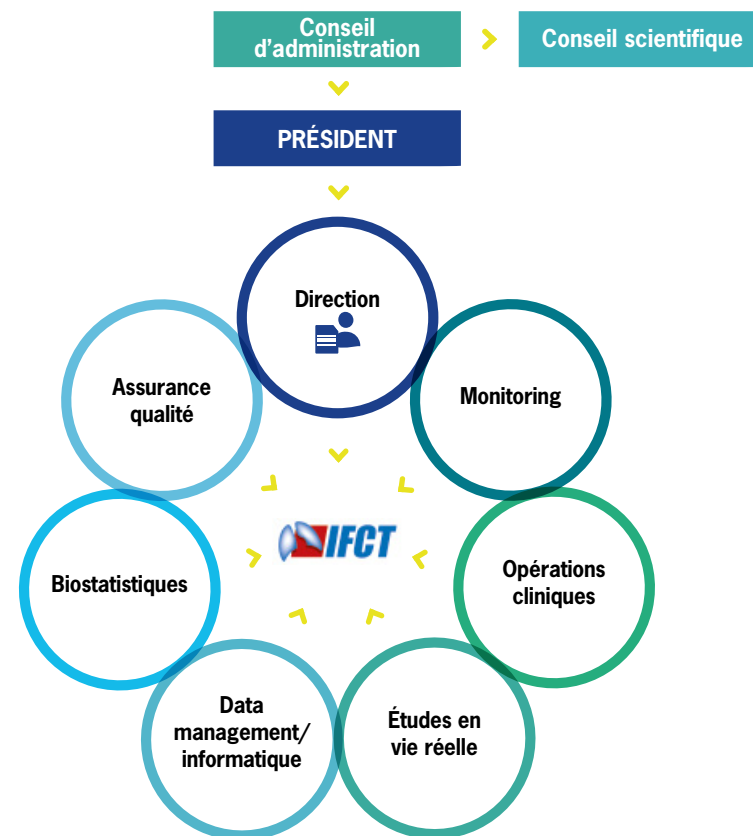 Conseil
d’administration
Conseil scientifique
PRÉSIDENT
Direction
Assurance
qualité
Monitoring
IFCT
Biostatistiques
Opérations
cliniques
Data
management/
informatique
Études en
vie réelle